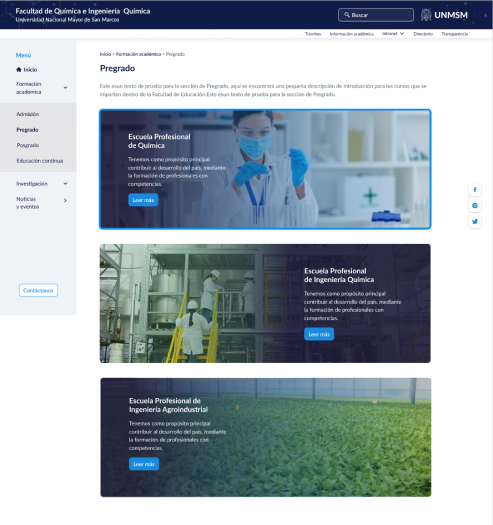 Facultad de Química e Ingeniería Química
Universidad Nacional Mayor de San Marcos
Buscar
UNMSM
Trámites Información académica Intranet Directorio Transparencia
Menú
Inicio
Formación
académica
Admisión
Pregrado
Posgrado
Educación continua
Investigación
Noticias
y eventos
Contáctanos
Inicio • Formación académica • Pregrado
Pregrado
Este esun texto de prueba para la sección de Pregrado, aquí se encontrará una pequeña descripción de introducción para los cursos que se
imparten dentro de la Facultad de Educación.Este esun texto de prueba para la sección de Pregrado.
Escuela Profesional
de Química
Tenemos como propósito principal
contribuir al desarrollo del país, mediante
la formación de profesionales con
competencias.
Leer más
Escuela Profesional
de Ingeniería Química
Tenemos como propósito principal
contribuir al desarrollo del país, mediante
la formación de profesionales con
competencias.
Leer más
Escuela Profesional de
Ingeniería Agroindustrial
Tenemos como propósito principal
contribuir al desarrollo del país, mediante
la formación de profesionales con
competencias.
Leer más